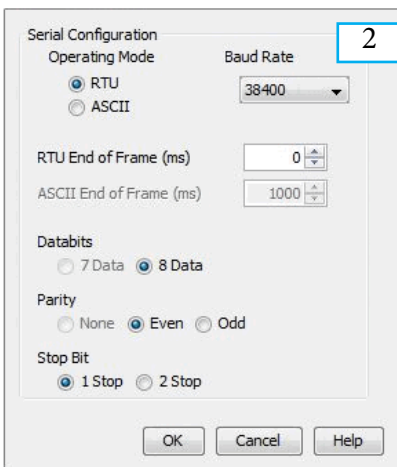 Serial Configuration
2
Operating Mode Baud Rate
RTU
38400
ASCII
RTU End of Frame (ms) 0
ASCII End of Frame (ms) 1000
Databits
7 Data 8 Data
Parity
None Even Odd
Stop Bit
1 Stop 2 Stop
OK Cancel Help